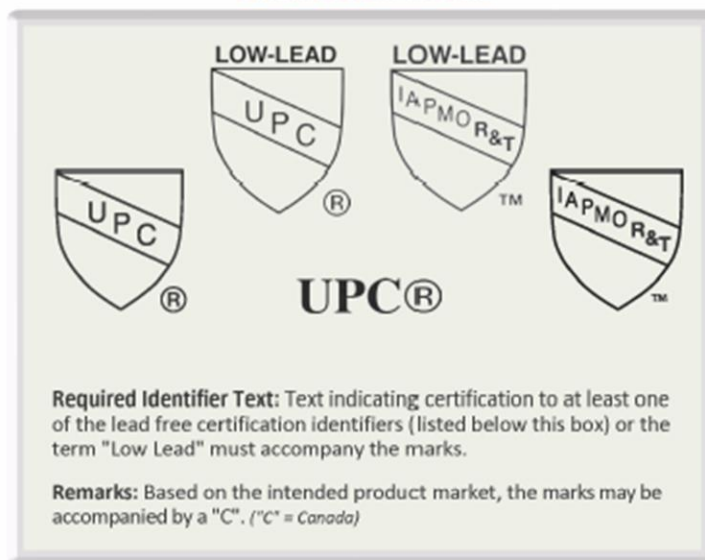 LOW-LEAD
UPC
®
LOW-LEAD
IAPMO R&T
TM
UPC
®
IAPMO R&T
TM
UPC®
Required Identifier Text: Text indicating certification to at least one
of the lead free certification identifiers (listed below this box) or the
term "Low Lead" must accompany the marks.
Remarks: Based on the intended product market, the marks may be
accompanied by a "C". ("C" = Canada)